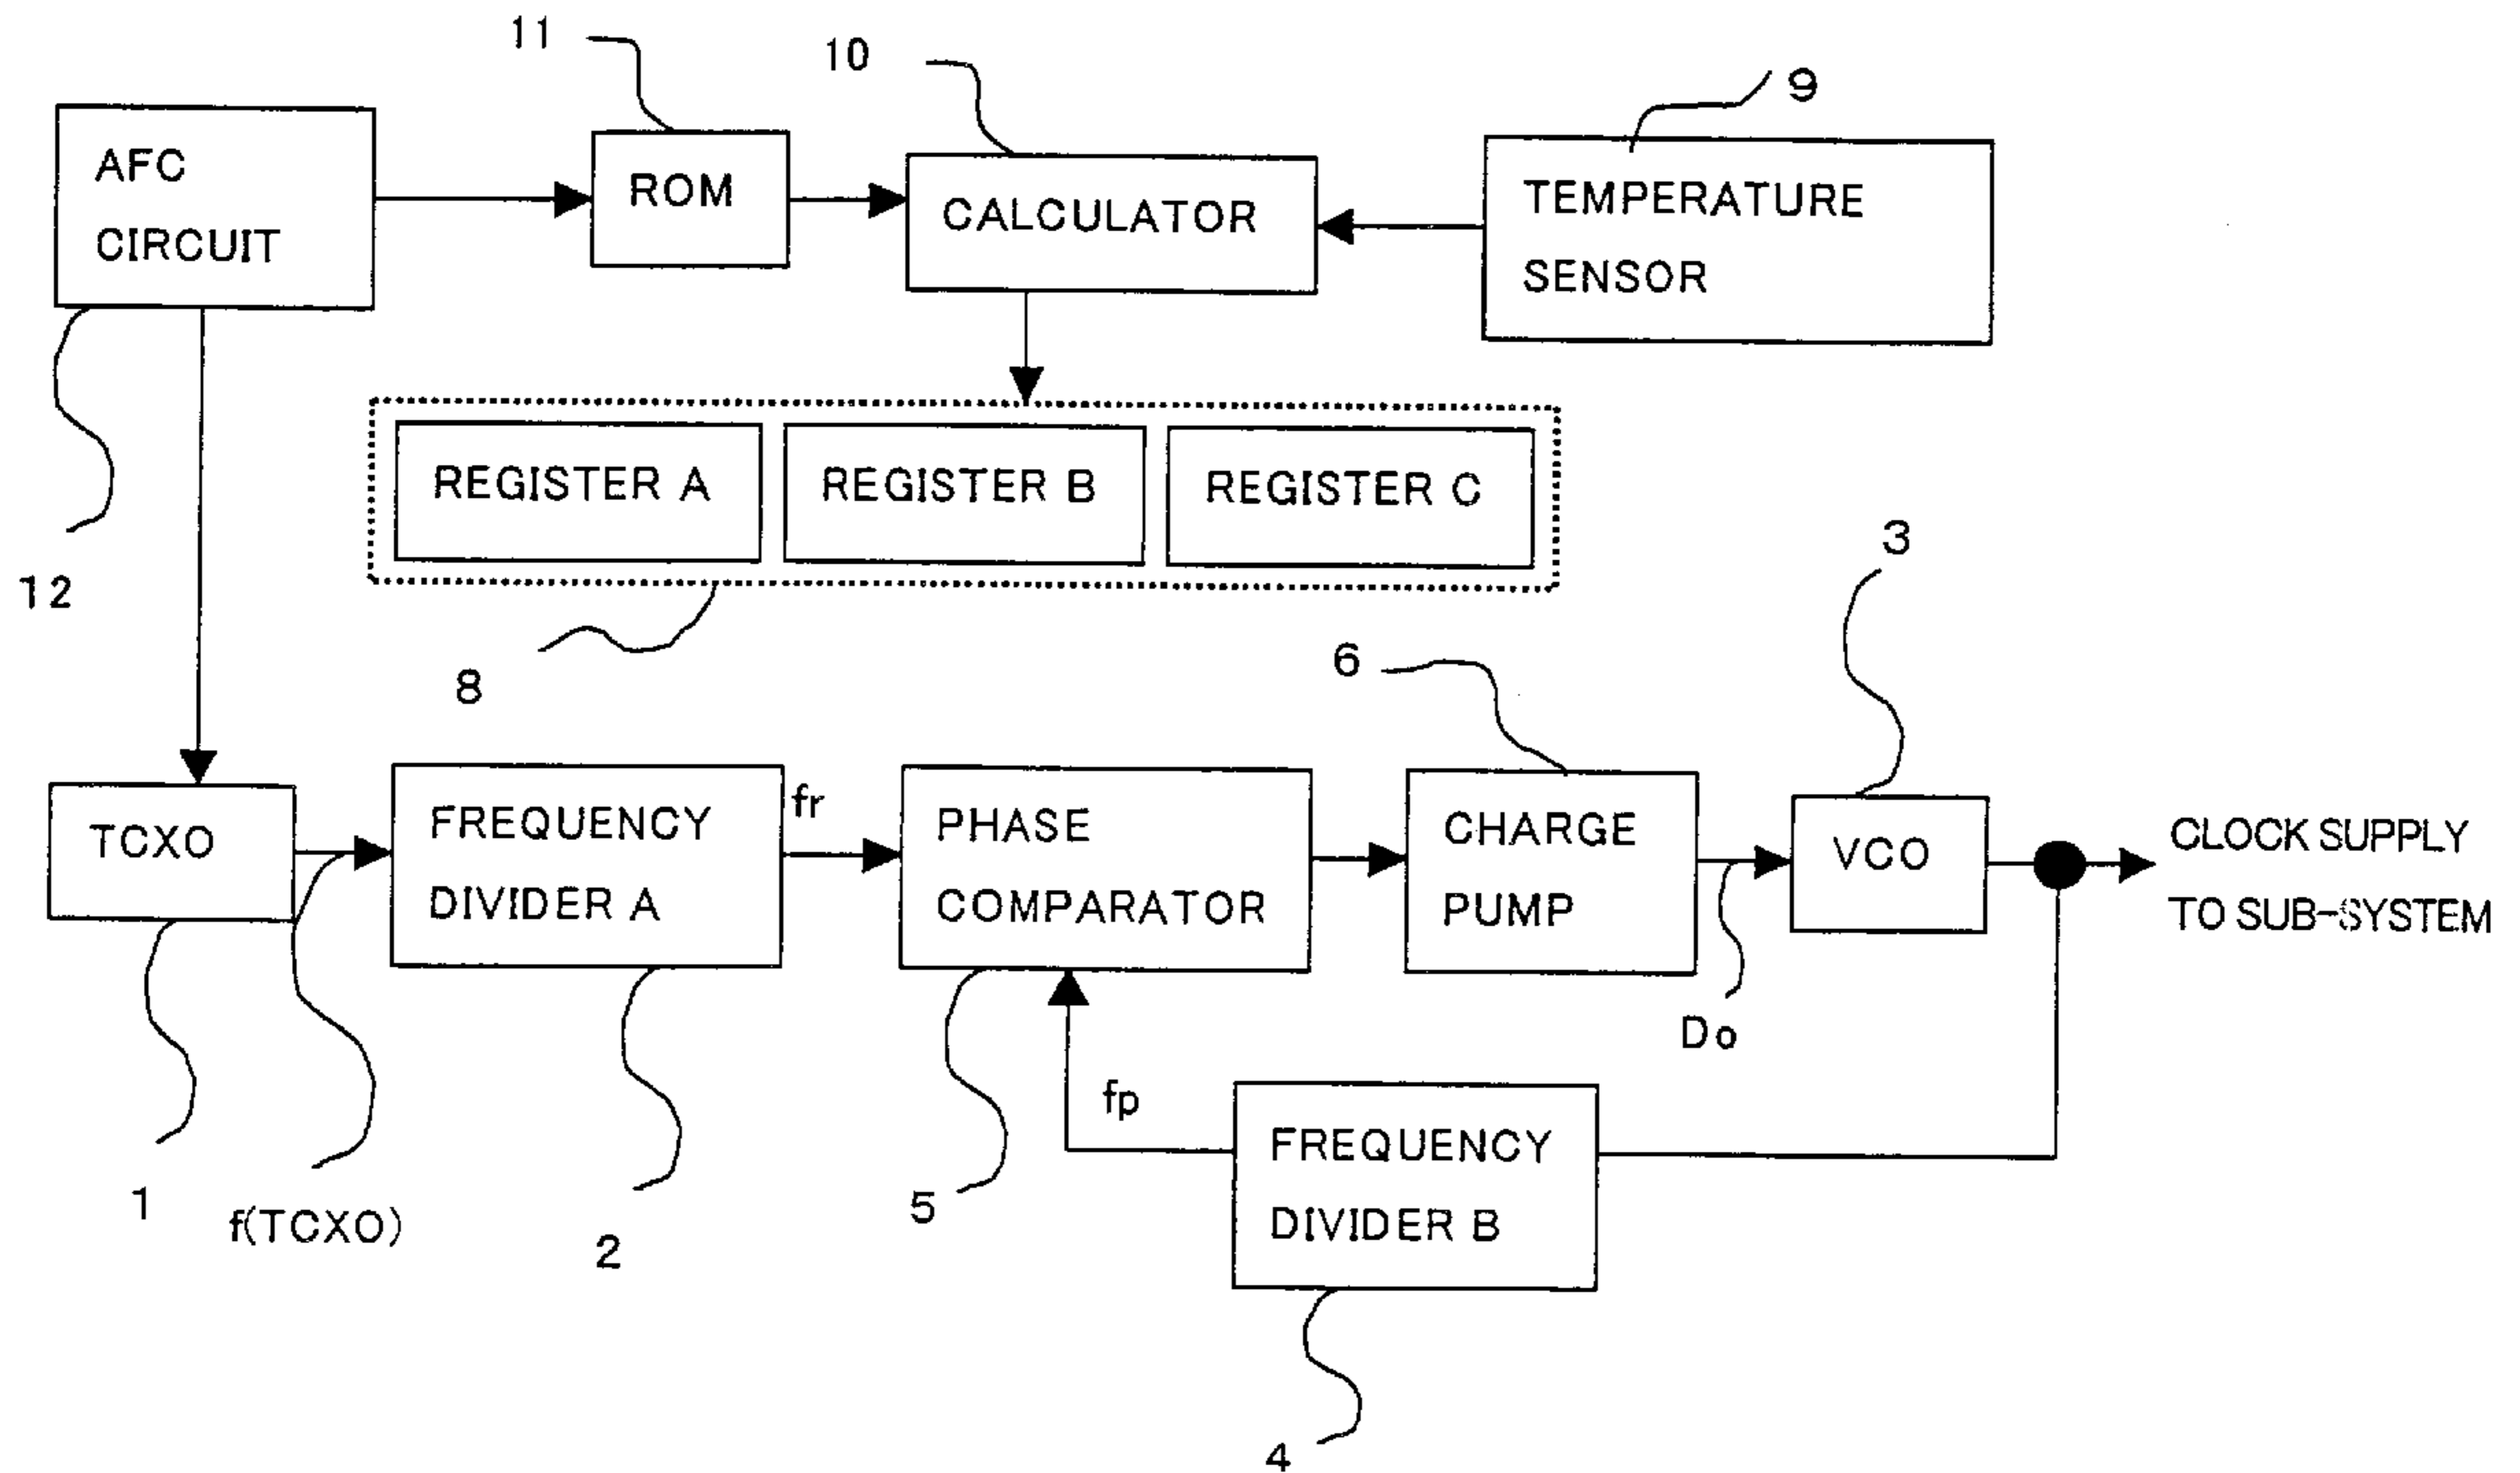 11
10
9
AFC
CIRCUIT
ROM
CALCULATOR
TEMPERATURE
SENSOR
REGISTER A
REGISTER B
REGISTER C
12
8
3
6
TCXO
FREQUENCY
DIVIDER A
fr
PHASE
COMPARATOR
CHARGE
PUMP
VCO
CLOCK SUPPLY
TO SUB-SYSTEM
Do
fp
FREQUENCY
DIVIDER B
1
f(TCXO)
2
5
4